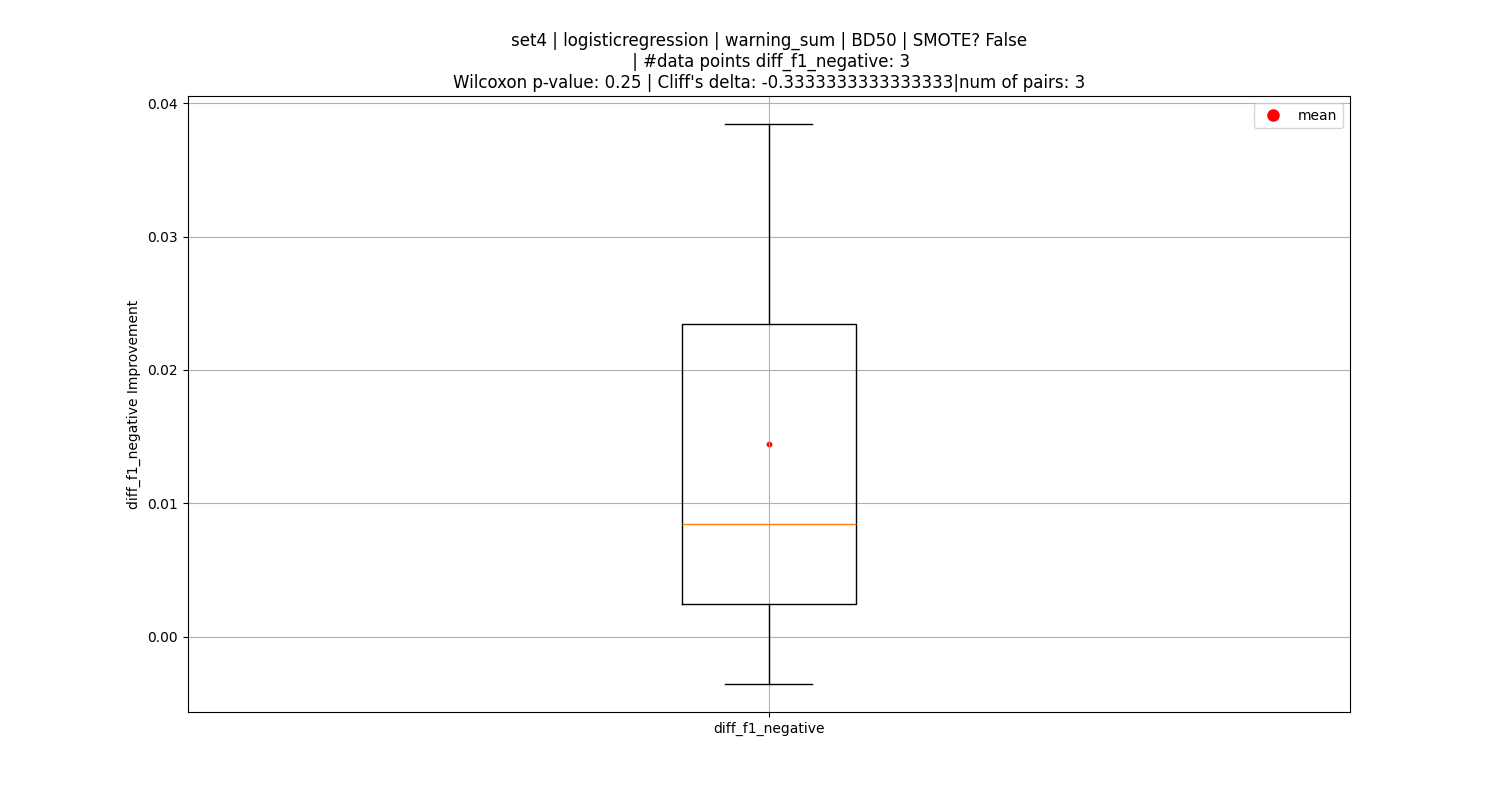 set4 | logisticregression | warning_sum | BD50 | SMOTE? False
| #data points diff_f1_negative: 3
Wilcoxon p-value: 0.25 | Cliff's delta: -0.3333333333333333|num of pairs: 3
mean
0.04
0.03
0.02
0.01
0.00
diff_f1_negative Improvement
diff_f1_negative